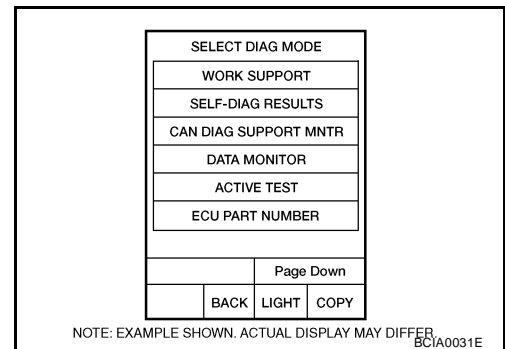 SELECT DIAG MODE
WORK SUPPORT
SELF-DIAG RESULTS
CAN DIAG SUPPORT MNTR
DATA MONITOR
ACTIVE TEST
ECU PART NUMBER
Page Down
BACK LIGHT COPY
NOTE: EXAMPLE SHOWN. ACTUAL DISPLAY MAY DIFFER.
BCIA0031E